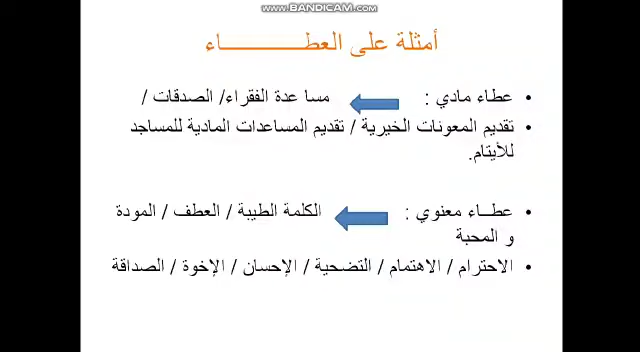 WWW.BANDICAM.COM
أمثلة على العطــــــــــــاء
• عطاء مادي : مسا عدة الفقراء/ الصدقات /
• تقديم المعونات الخيرية / تقديم المساعدات المادية للمساجد
للأيتام.
• عطــاء معنوي : الكلمة الطيبة / العطف / المودة
و المحبة
• الاحترام / الاهتمام / التضحية / الإحسان / الإخوة / الصداقة